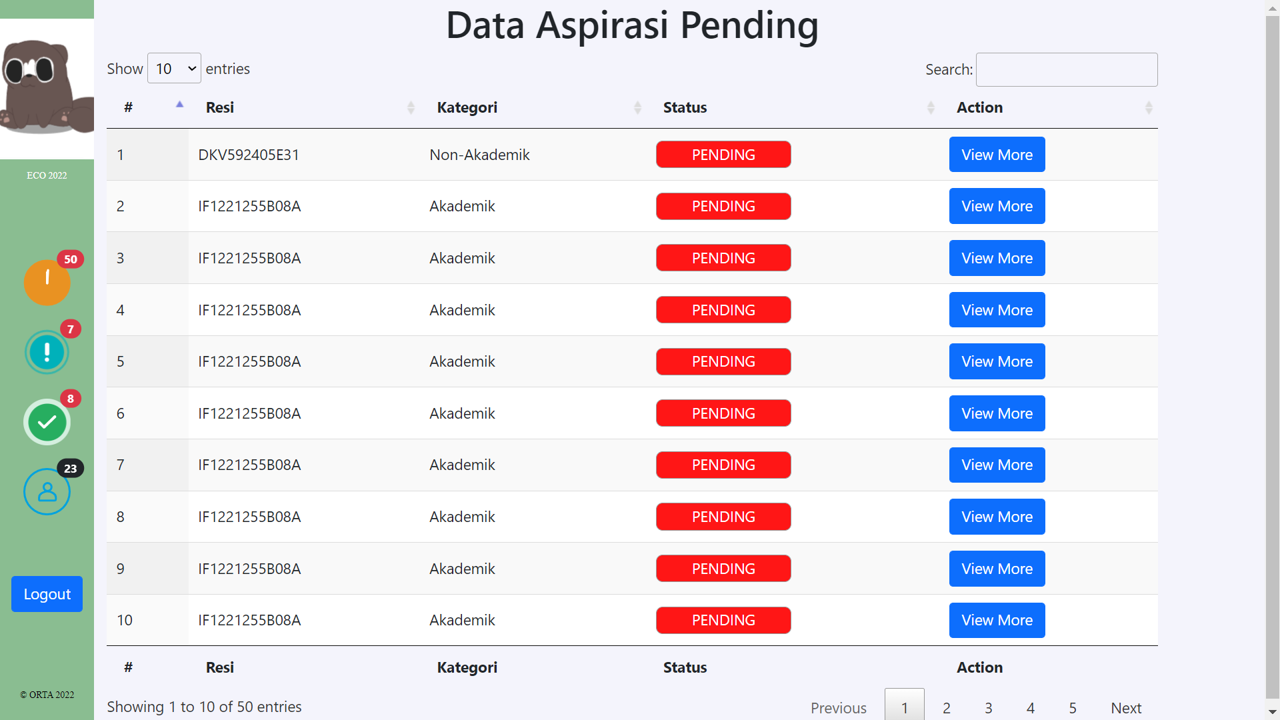 Data Aspirasi Pending
Show 10 entries
Search:
# Resi Kategori Status Action
1 DKV592405E31 Non-Akademik PENDING View More
2 IF1221255B08A Akademik PENDING View More
3 IF1221255B08A Akademik PENDING View More
4 IF1221255B08A Akademik PENDING View More
5 IF1221255B08A Akademik PENDING View More
6 IF1221255B08A Akademik PENDING View More
7 IF1221255B08A Akademik PENDING View More
8 IF1221255B08A Akademik PENDING View More
9 IF1221255B08A Akademik PENDING View More
10 IF1221255B08A Akademik PENDING View More
# Resi Kategori Status Action
Showing 1 to 10 of 50 entries
Previous 1 2 3 4 5 Next
ECO 2022
50
7
8
23
Logout
© ORTA 2022